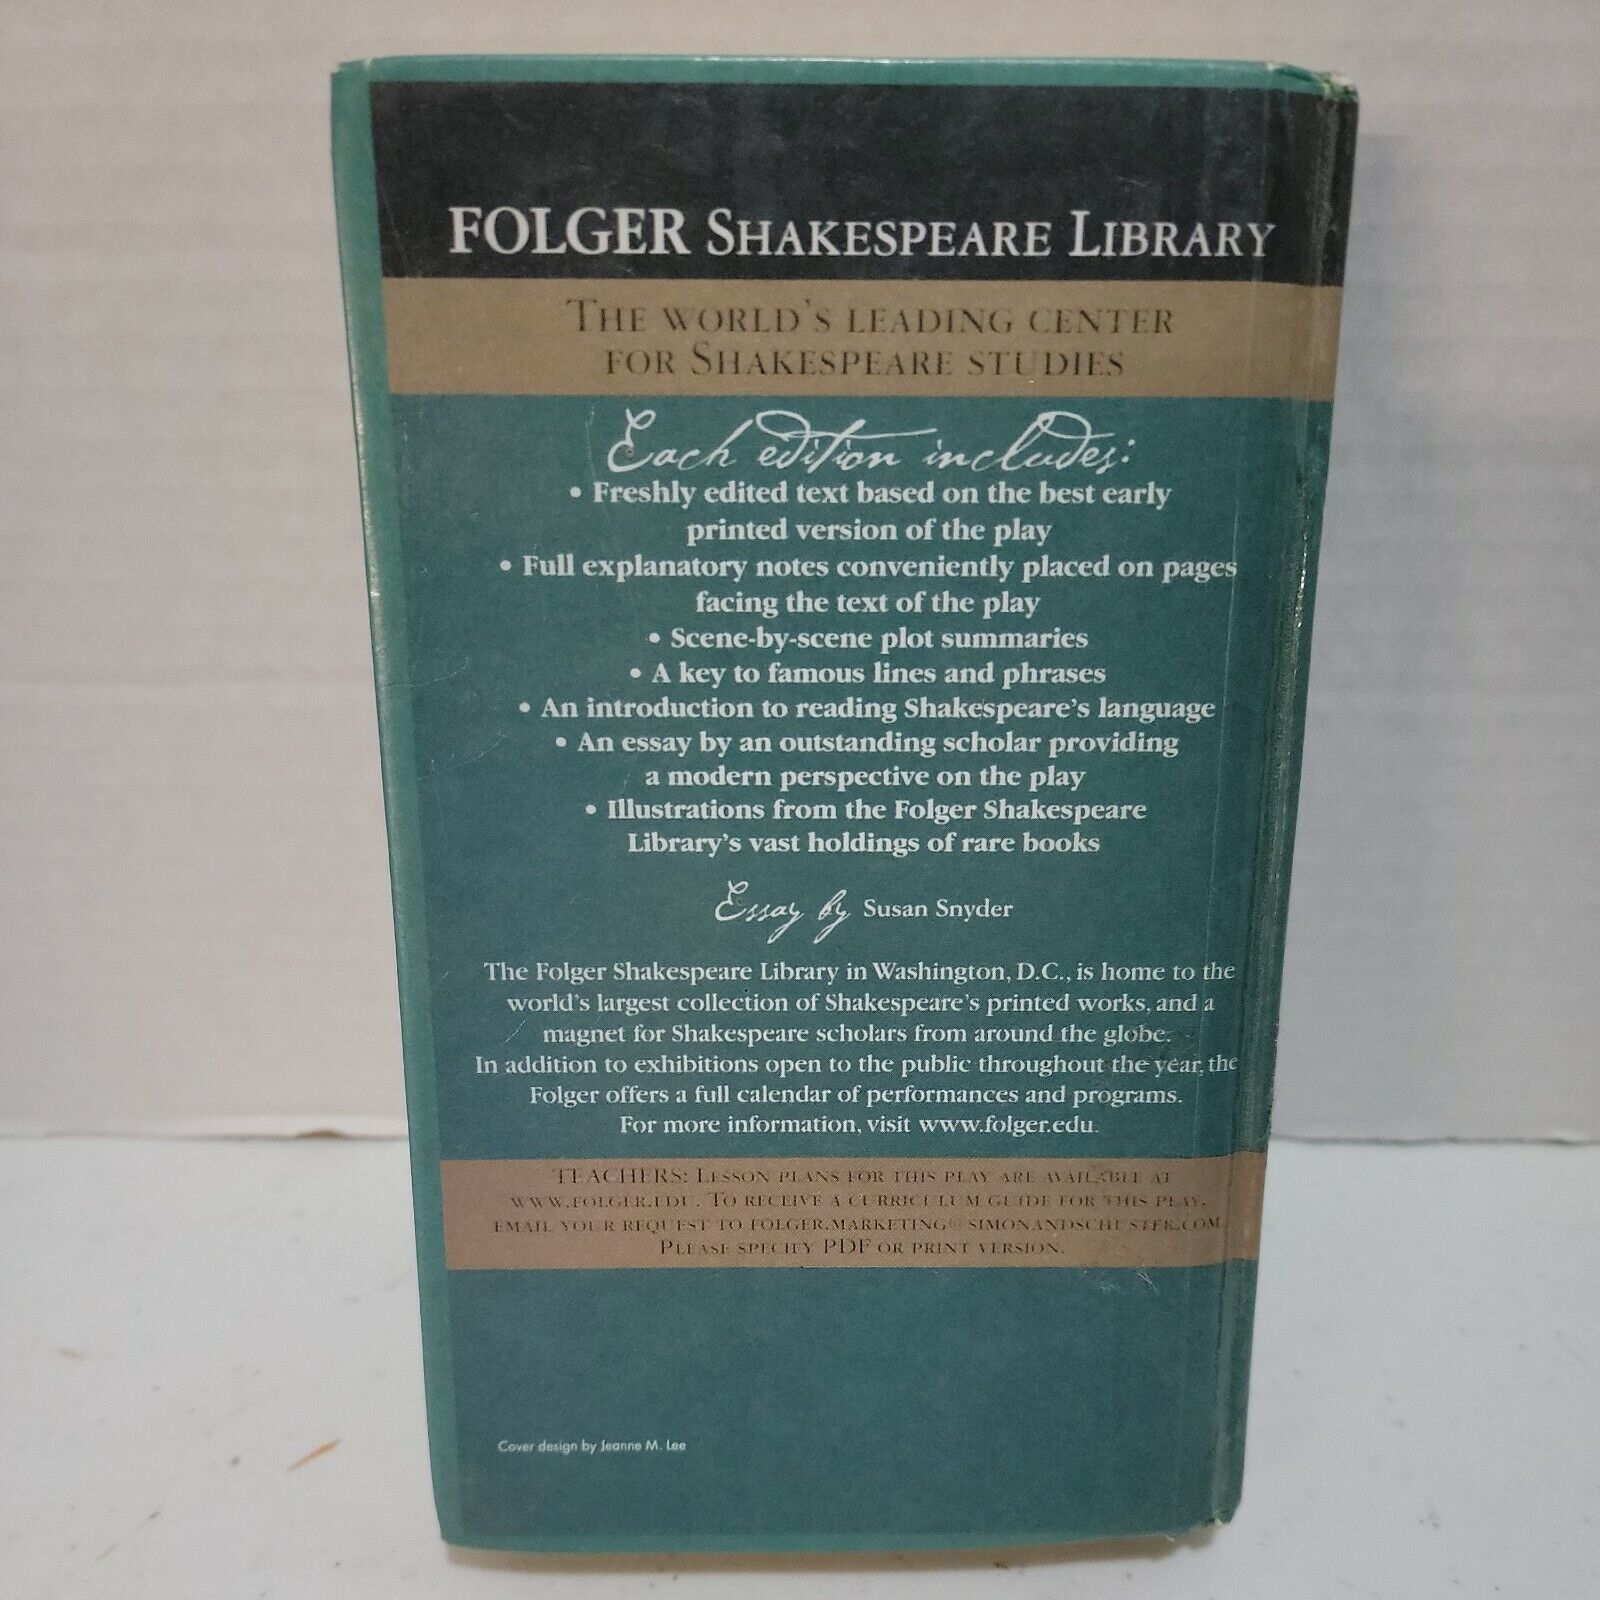 FOLGER SHAKESPEARE LIBRARY
THE WORLD'S LEADING CENTER
FOR SHAKESPEARE STUDIES
Each edition includes:
• Freshly edited text based on the best early
printed version of the play
• Full explanatory notes conveniently placed on pages
facing the text of the play
• Scene-by-scene plot summaries
• A key to famous lines and phrases
• An introduction to reading Shakespeare's language
• An essay by an outstanding scholar providing
a modern perspective on the play
• Illustrations from the Folger Shakespeare
Library's vast holdings of rare books
Essay by Susan Snyder
The Folger Shakespeare Library in Washington, D.C., is home to the
world's largest collection of Shakespeare's printed works, and a
magnet for Shakespeare scholars from around the globe.
In addition to exhibitions open to the public throughout the year, the
Folger offers a full calendar of performances and programs.
For more information, visit www.folger.edu.
TEACHERS: LESSON PLANS FOR THIS PLAY ARE AVAILABLE AT
WWW.FOLGER.EDU. TO RECEIVE A CURRICULUM GUIDE FOR THIS PLAY,
EMAIL YOUR REQUEST TO FOLGER.MARKETING@SIMONANDSCHUSTER.COM.
PLEASE SPECIFY PDF OR PRINT VERSION.
Cover design by Jeanne M. Lee